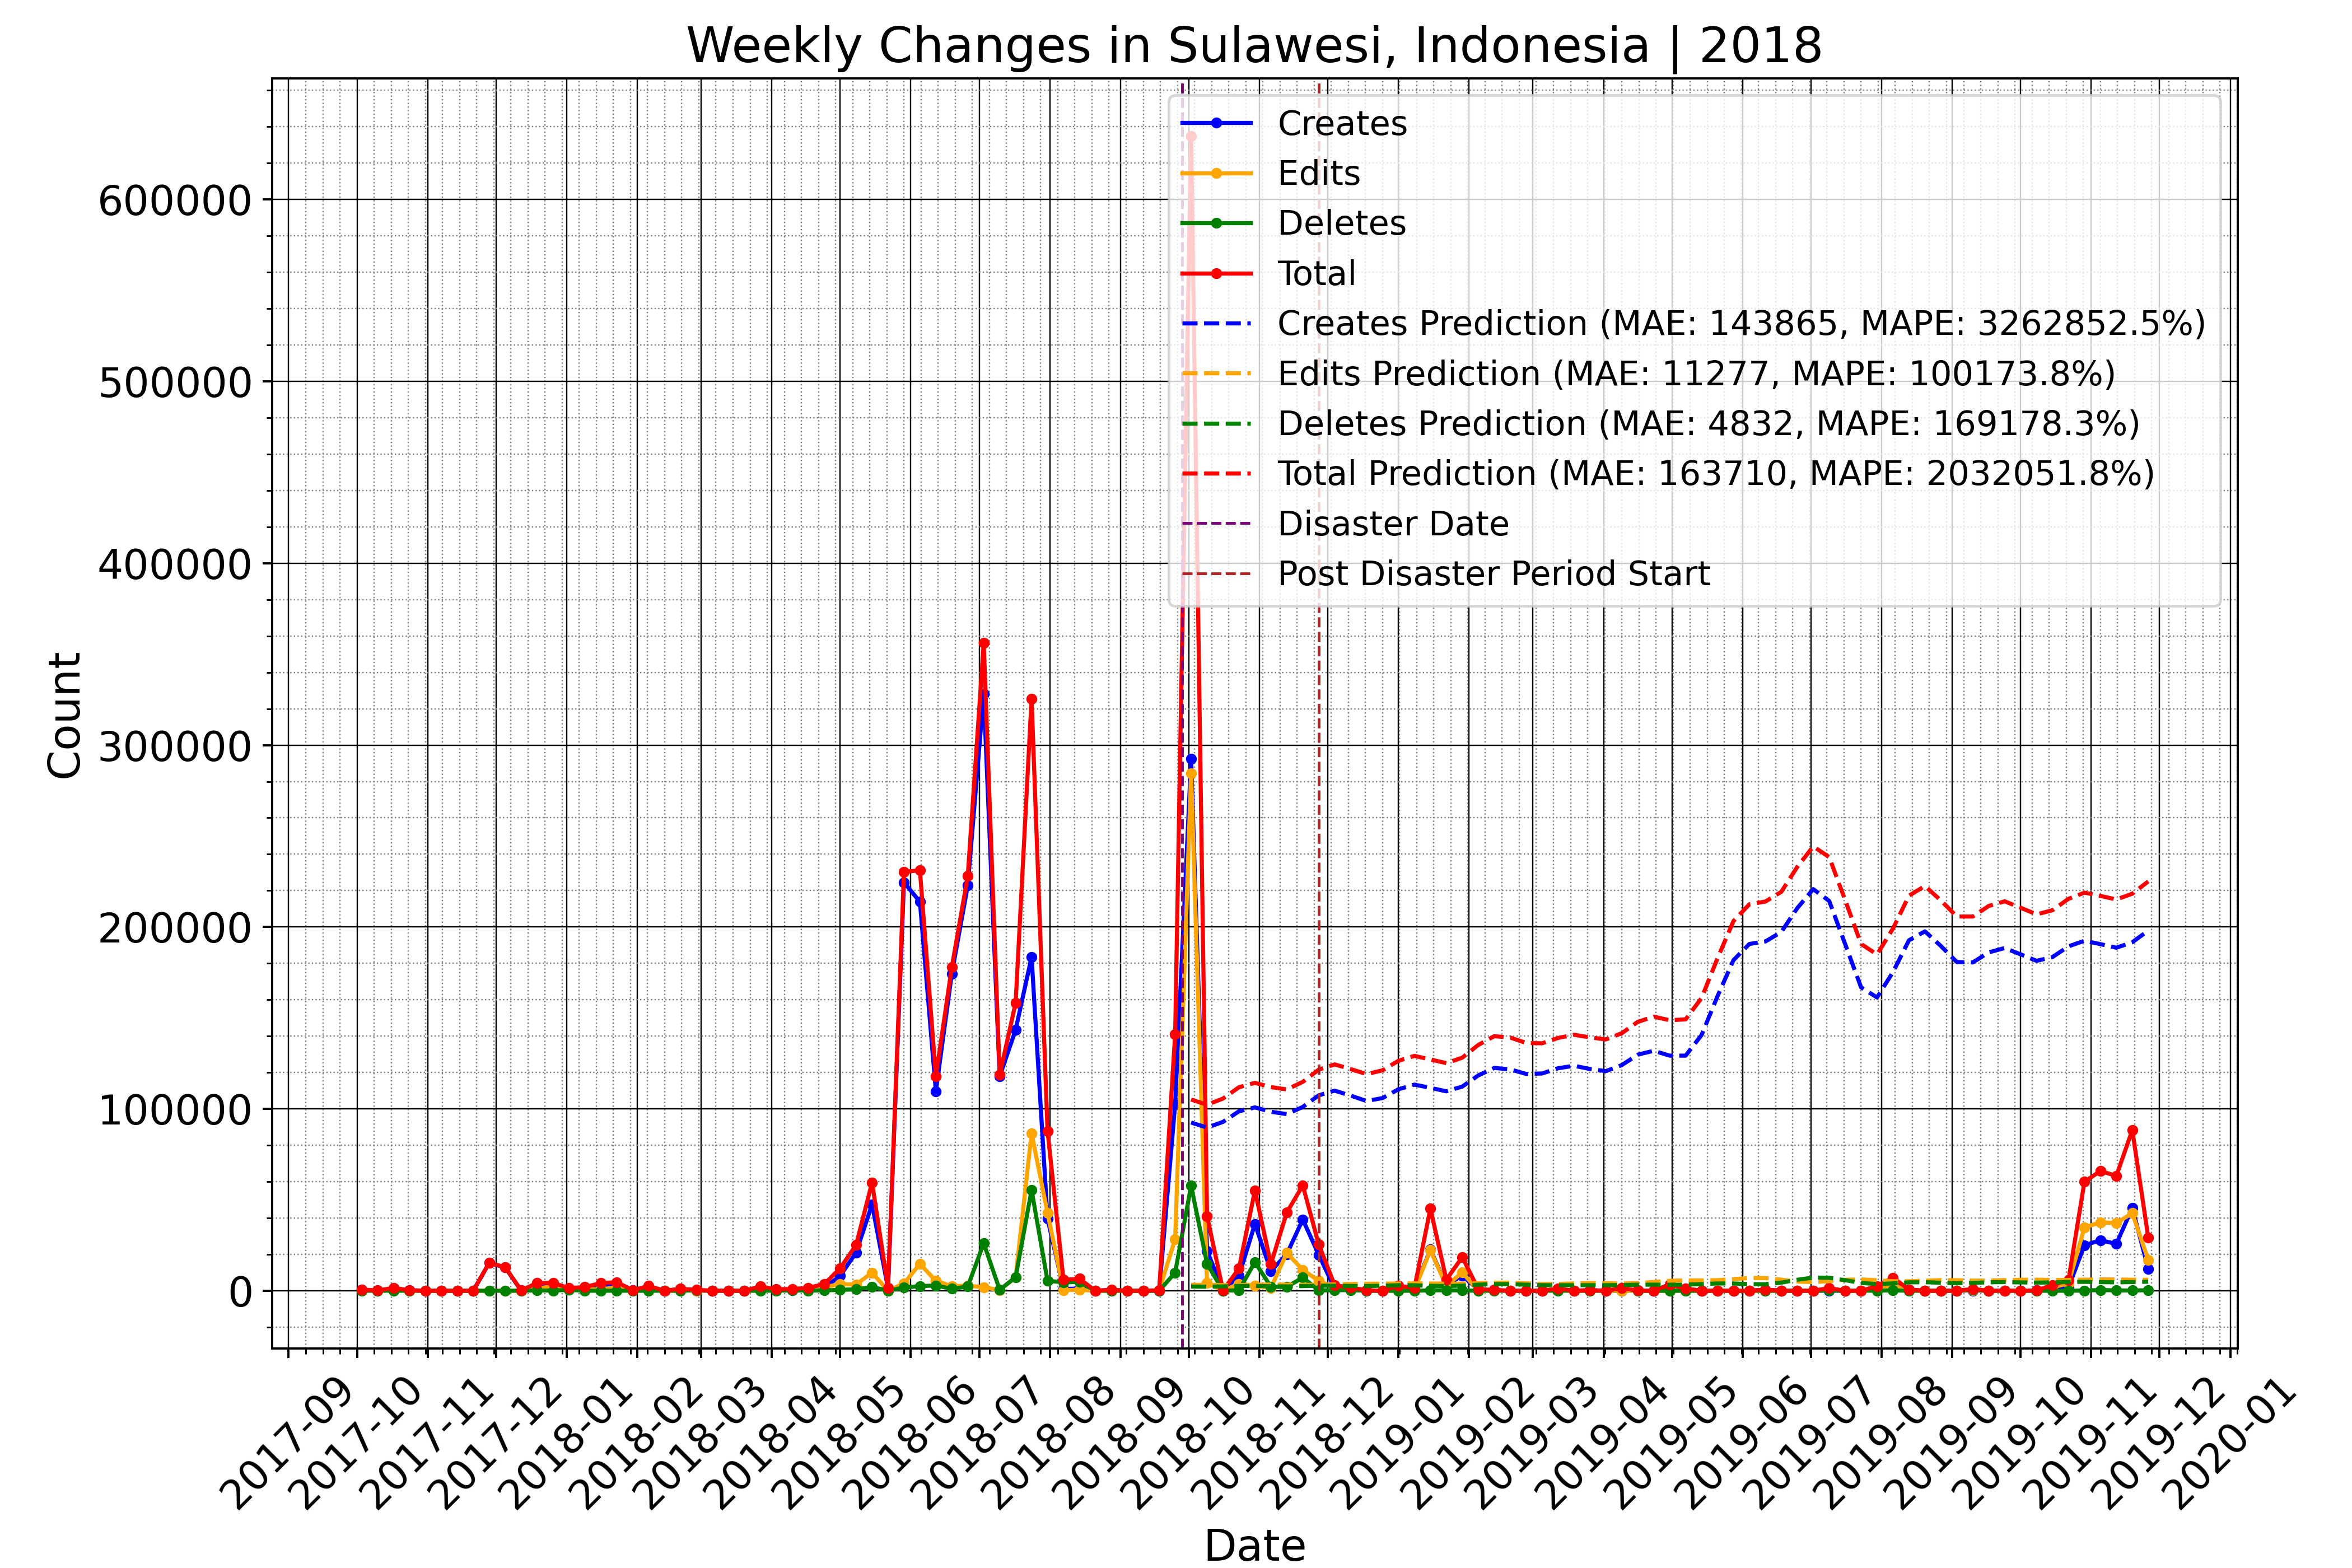 Weekly Changes in Sulawesi, Indonesia | 2018
Creates
Edits
Deletes
Total
Creates Prediction (MAE: 143865, MAPE: 3262852.5%)
Edits Prediction (MAE: 11277, MAPE: 100173.8%)
Deletes Prediction (MAE: 4832, MAPE: 169178.3%)
Total Prediction (MAE: 163710, MAPE: 2032051.8%)
Disaster Date
Post Disaster Period Start
Count
600000
500000
400000
300000
200000
100000
0
2017-09
2017-10
2017-11
2017-12
2018-01
2018-02
2018-03
2018-04
2018-05
2018-06
2018-07
2018-08
2018-09
2018-10
2018-11
2018-12
2019-01
2019-02
2019-03
2019-04
2019-05
2019-06
2019-07
2019-08
2019-09
2019-10
2019-11
2019-12
2020-01
Date